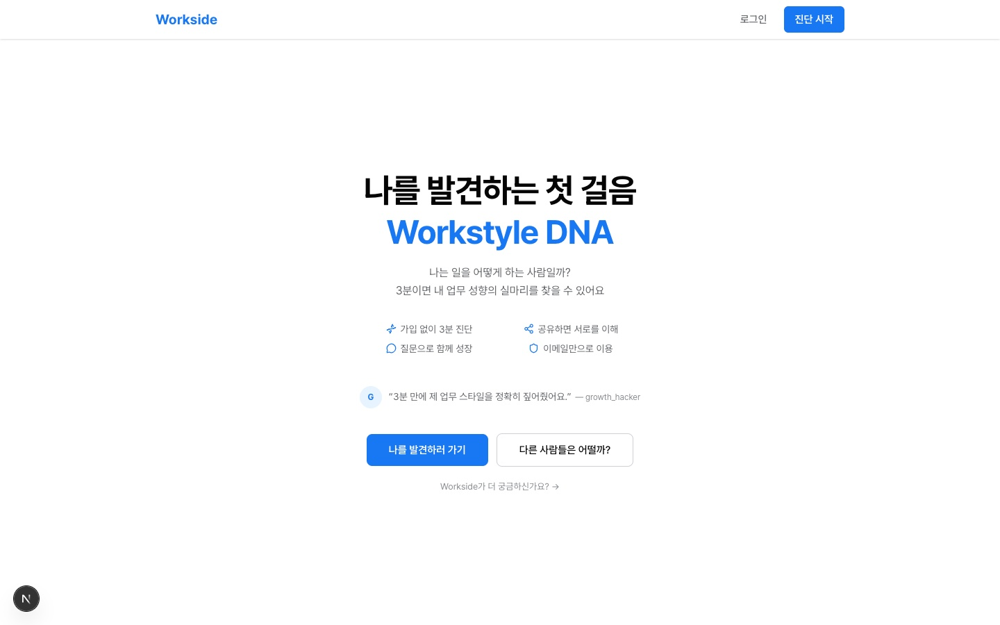 Workside
로그인
진단 시작
나를 발견하는 첫 걸음
Workstyle DNA
나는 일을 어떻게 하는 사람일까?
3분이면 내 업무 성향의 실마리를 찾을 수 있어요
가입 없이 3분 진단
공유하면 서로를 이해
질문으로 함께 성장
이메일만으로 이용
G
“3분 만에 제 업무 스타일을 정확히 짚어줬어요.” — growth_hacker
나를 발견하러 가기
다른 사람들은 어떨까?
Workside가 더 궁금하신가요? →
N